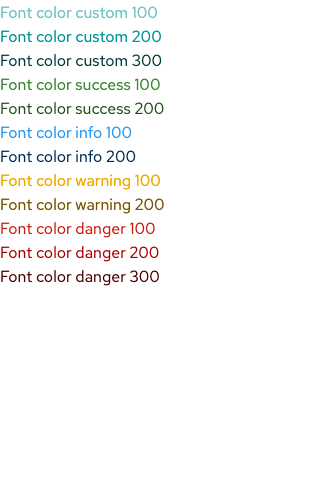 Font color custom 100
Font color custom 200
Font color custom 300
Font color success 100
Font color success 200
Font color info 100
Font color info 200
Font color warning 100
Font color warning 200
Font color danger 100
Font color danger 200
Font color danger 300